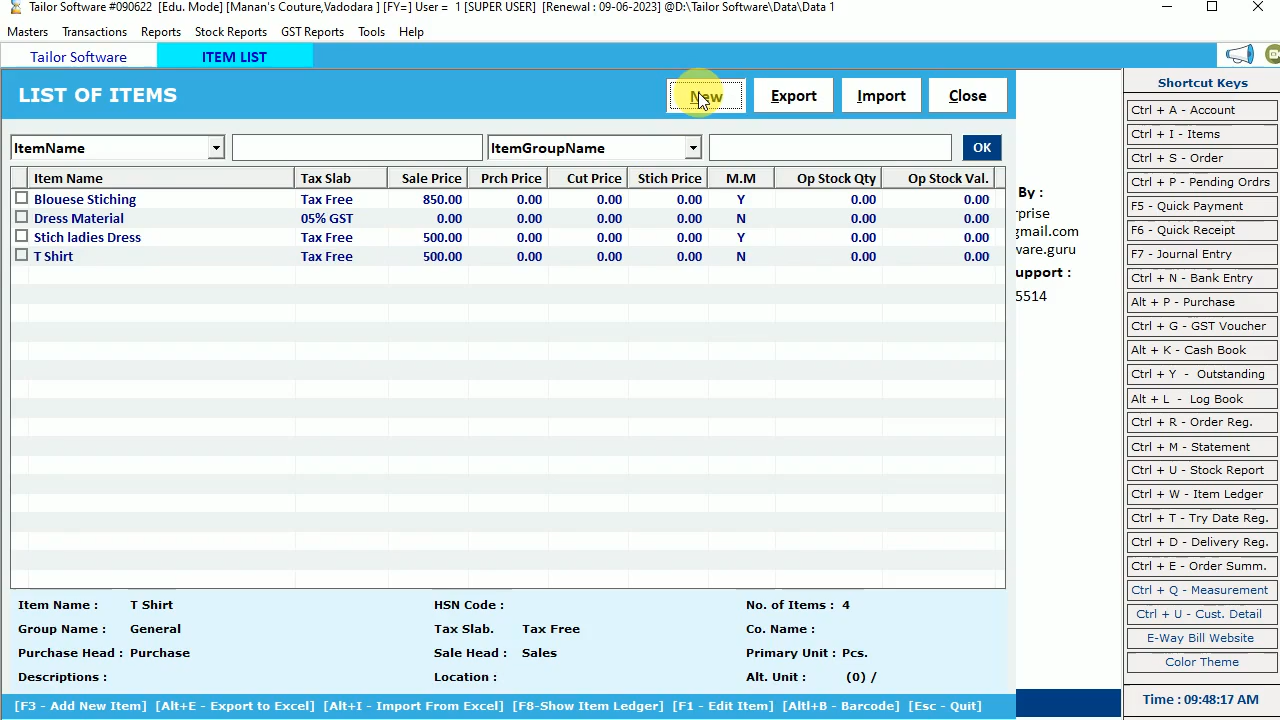 Tailor Software #090622 [Edu. Mode] [Manan's Couture,Vadodara ] [FY=] User = 1 [SUPER USER] [Renewal : 09-06-2023] @D:\Tailor Software\Data\Data 1
Masters Transactions Reports Stock Reports GST Reports Tools Help
Tailor Software ITEM LIST
LIST OF ITEMS New Export Import Close
ItemName ItemGroupName OK
Item Name Tax Slab Sale Price Prch Price Cut Price Stich Price M.M Op Stock Qty Op Stock Val.
Blouese Stiching Tax Free 850.00 0.00 0.00 0.00 Y 0.00 0.00
Dress Material 05% GST 0.00 0.00 0.00 0.00 N 0.00 0.00
Stich ladies Dress Tax Free 500.00 0.00 0.00 0.00 Y 0.00 0.00
T Shirt Tax Free 500.00 0.00 0.00 0.00 N 0.00 0.00
Item Name : T Shirt HSN Code : No. of Items : 4
Group Name : General Tax Slab. Tax Free Co. Name :
Purchase Head : Purchase Sale Head : Sales Primary Unit : Pcs.
Descriptions : Location : Alt. Unit : (0) /
[F3 - Add New Item] [Alt+E - Export to Excel] [Alt+I - Import From Excel] [F8-Show Item Ledger] [F1 - Edit Item] [Altl+B - Barcode] [Esc - Quit]
By :
rprise
@gmail.com
ware.guru
upport :
5514
Shortcut Keys
Ctrl + A - Account
Ctrl + I - Items
Ctrl + S - Order
Ctrl + P - Pending Ordrs
F5 - Quick Payment
F6 - Quick Receipt
F7 - Journal Entry
Ctrl + N - Bank Entry
Alt + P - Purchase
Ctrl + G - GST Voucher
Alt + K - Cash Book
Ctrl + Y - Outstanding
Alt + L - Log Book
Ctrl + R - Order Reg.
Ctrl + M - Statement
Ctrl + U - Stock Report
Ctrl + W - Item Ledger
Ctrl + T - Try Date Reg.
Ctrl + D - Delivery Reg.
Ctrl + E - Order Summ.
Ctrl + Q - Measurement
Ctrl + U - Cust. Detail
E-Way Bill Website
Color Theme
Time : 09:48:17 AM